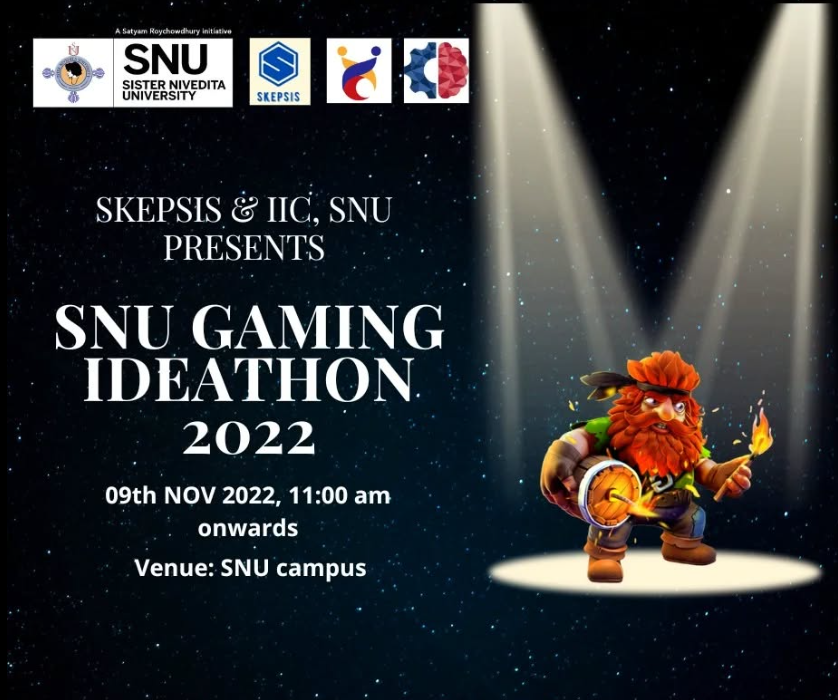 A Satyam Roychowdhury initiative
SNU
SISTER NIVEDITA
UNIVERSITY
SKEPSIS
SKEPSIS & IIC, SNU
PRESENTS
SNU GAMING
IDEATHON
2022
09th NOV 2022, 11:00 am
onwards
Venue: SNU campus